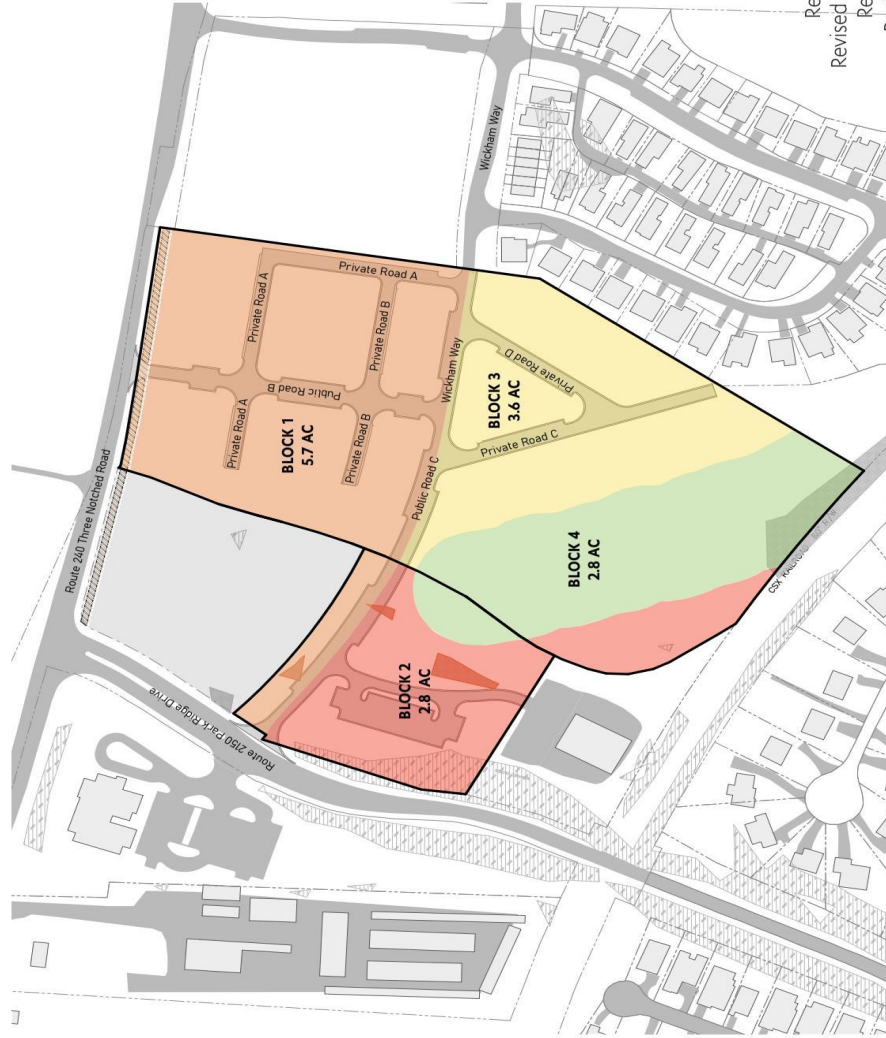 Re
Revised
Re
Wickham Way
Route 240 Three Notched Road
Private Road A
Private Road A
Private Road B
Public Road B
Wickham Way
Private Road A
Private Road D
BLOCK 1
5.7 AC
BLOCK 3
3.6 AC
Private Road B
Private Road C
Public Road C
BLOCK 4
2.8 AC
CSX RAILROAD
BLOCK 2
2.8 AC
Route 2150 Park Ridge Drive